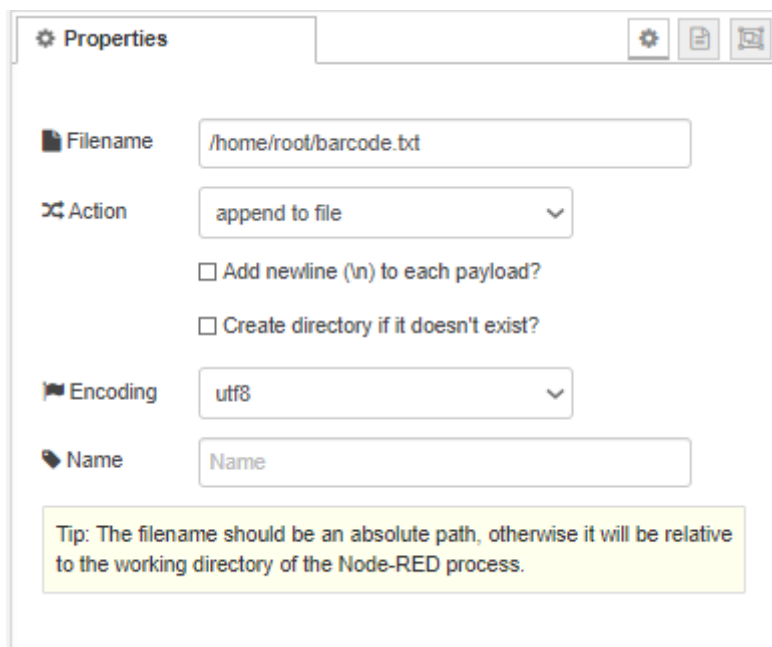 Properties
Filename
/home/root/barcode.txt
Action
append to file
Add newline (\n) to each payload?
Create directory if it doesn't exist?
Encoding
utf8
Name
Name
Tip: The filename should be an absolute path, otherwise it will be relative
to the working directory of the Node-RED process.